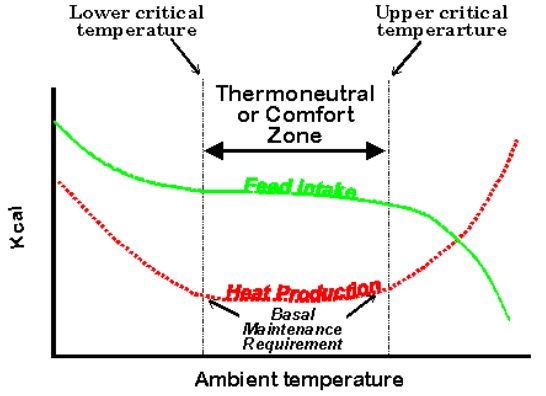 Lower critical
temperature
Upper critical
temperarture
Thermoneutral
or Comfort
Zone
Feed Intake
Kcal
Heat Production
Basal
Maintenance
Requirement
Ambient temperature